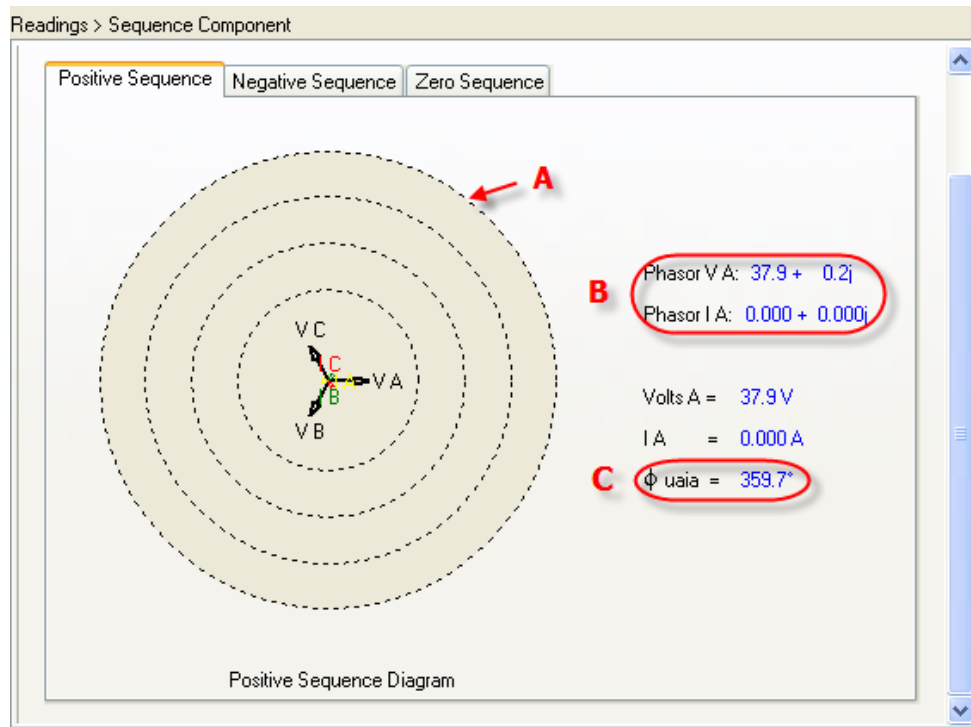 Readings > Sequence Component
Positive Sequence
Negative Sequence
Zero Sequence
A
V C
C
V A
A
B
V B
B
Phasor V A: 37.9 + 0.2j
Phasor I A: 0.000 + 0.000j
Volts A = 37.9 V
I A = 0.000 A
C
ϕ uaia = 359.7°
Positive Sequence Diagram